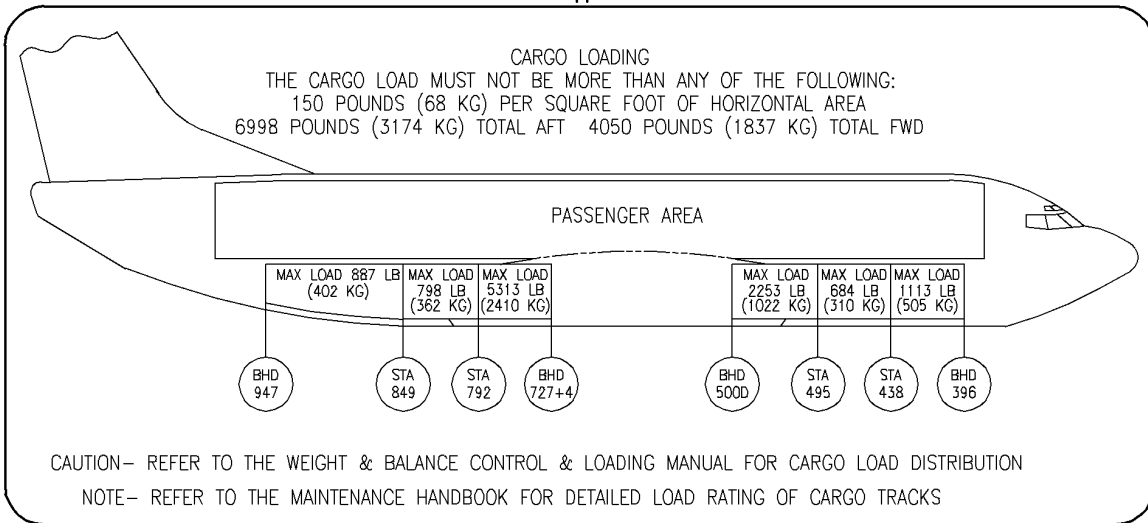 CARGO LOADING
THE CARGO LOAD MUST NOT BE MORE THAN ANY OF THE FOLLOWING:
150 POUNDS (68 KG) PER SQUARE FOOT OF HORIZONTAL AREA
6998 POUNDS (3174 KG) TOTAL AFT 4050 POUNDS (1837 KG) TOTAL FWD
PASSENGER AREA
MAX LOAD 887 LB
(402 KG)
MAX LOAD
798 LB
(362 KG)
MAX LOAD
5313 LB
(2410 KG)
MAX LOAD
2253 LB
(1022 KG)
MAX LOAD
684 LB
(310 KG)
MAX LOAD
1113 LB
(505 KG)
BHD
947
STA
849
STA
792
BHD
727+4
BHD
500D
STA
495
STA
438
BHD
396
CAUTION– REFER TO THE WEIGHT & BALANCE CONTROL & LOADING MANUAL FOR CARGO LOAD DISTRIBUTION
NOTE– REFER TO THE MAINTENANCE HANDBOOK FOR DETAILED LOAD RATING OF CARGO TRACKS